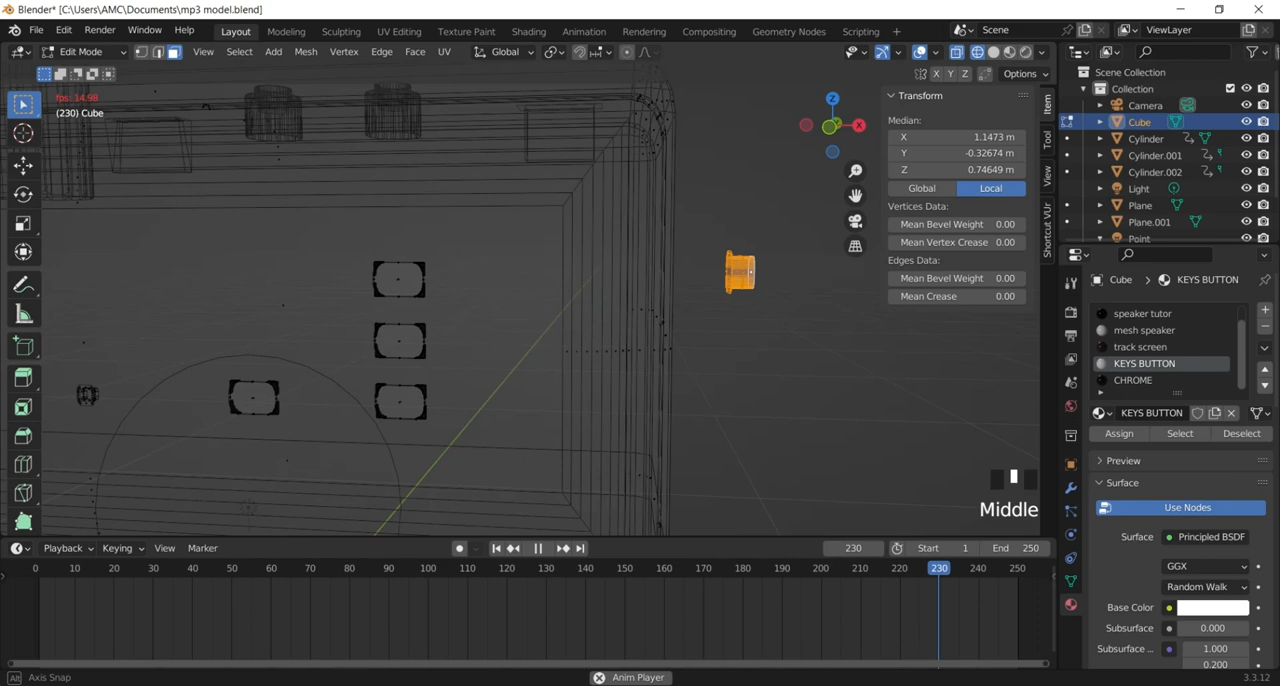 Blender* [C:\Users\AMC\Documents\mp3 model.blend]
File Edit Render Window Help Layout Modeling Sculpting UV Editing Texture Paint Shading Animation Rendering Compositing Geometry Nodes Scripting + Scene ViewLayer
Edit Mode View Select Add Mesh Vertex Edge Face UV Global
X Y Z Options
fps: 14.98
(230) Cube
Z
X
Transform
Median:
X 1.1473 m
Y -0.32674 m
Z 0.74649 m
Global Local
Vertices Data:
Mean Bevel Weight 0.00
Mean Vertex Crease 0.00
Edges Data:
Mean Bevel Weight 0.00
Mean Crease 0.00
Item
Tool
View
Shortcut VUr
Middle
Scene Collection
Collection
Camera
Cube
Cylinder
Cylinder.001
Cylinder.002
Light
Plane
Plane.001
Point
Cube > KEYS BUTTON
speaker tutor
mesh speaker
track screen
KEYS BUTTON
CHROME
KEYS BUTTON
Assign Select Deselect
Preview
Surface
Use Nodes
Surface Principled BSDF
GGX
Random Walk
Base Color
Subsurface 0.000
Subsurface ... 1.000
0.200
Playback Keying View Marker 230 Start 1 End 250
0 10 20 30 40 50 60 70 80 90 100 110 120 130 140 150 160 170 180 190 200 210 220 230 240 250
Alt Axis Snap Anim Player 3.3.12